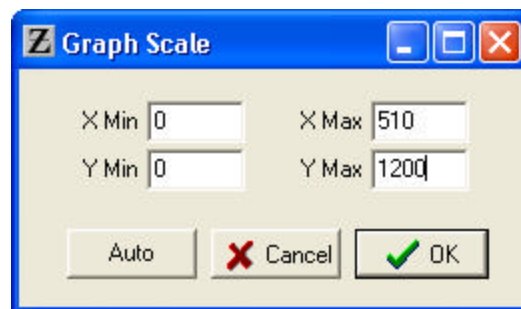 Z Graph Scale
X Min 0 X Max 510
Y Min 0 Y Max 1200
Auto Cancel OK